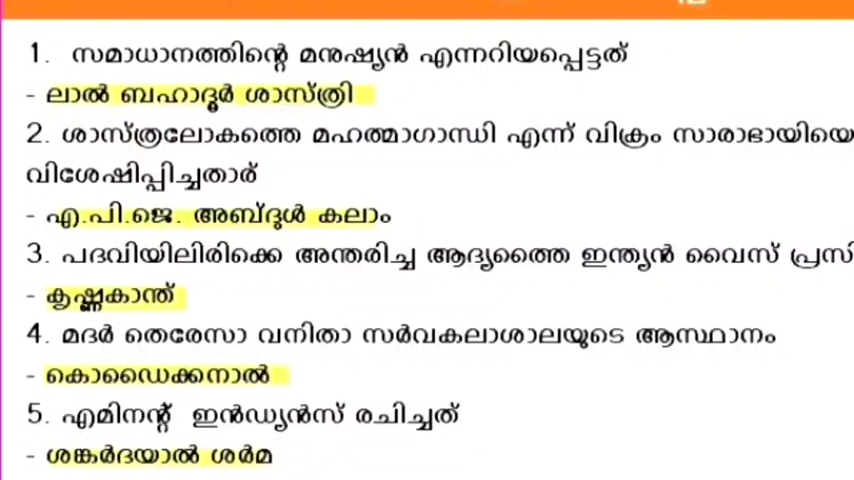 1. സമാധാനത്തിന്റെ മനുഷ്യൻ എന്നറിയപ്പെട്ടത്
- ലാൽ ബഹാദൂർ ശാസ്ത്രി
2. ശാസ്ത്രലോകത്തെ മഹത്മാഗാന്ധി എന്ന് വിക്രം സാരാഭായിയെ
വിശേഷിപ്പിച്ചതാര്
- എ.പി.ജെ. അബ്ദുൾ കലാം
3. പദവിയിലിരിക്കെ അന്തരിച്ച ആദ്യത്തെ ഇന്ത്യൻ വൈസ്
- കൃഷ്ണകാന്ത്
4. മദർ തെരേസാ വനിതാ സർവകലാശാലയുടെ ആസ്ഥാനം
- കൊഡൈക്കനാൽ
5. എമിനന്റ് ഇൻഡ്യൻസ് രചിച്ചത്
- ശങ്കർദയാൽ ശർമ